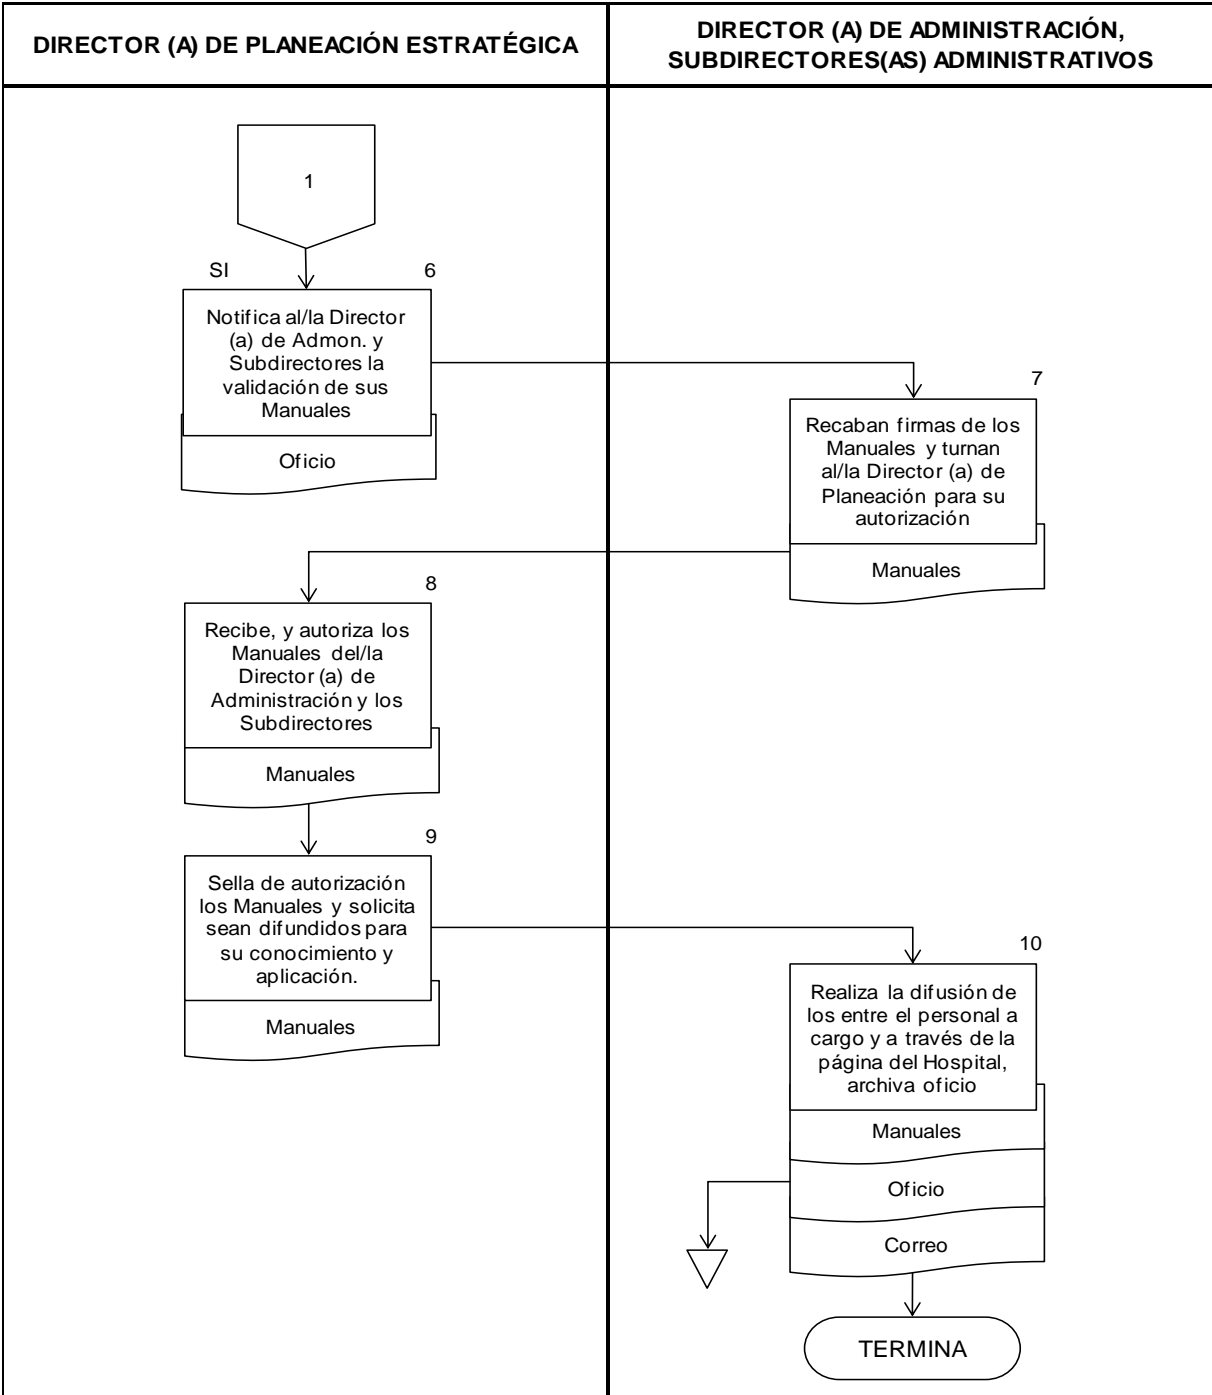 DIRECTOR (A) DE PLANEACIÓN ESTRATÉGICA
DIRECTOR (A) DE ADMINISTRACIÓN,
SUBDIRECTORES(AS) ADMINISTRATIVOS
1
SI
6
Notifica al/la Director
(a) de Admon. y
Subdirectores la
validación de sus
Manuales
Oficio
7
Recaban firmas de los
Manuales y turnan
al/la Director (a) de
Planeación para su
autorización
Manuales
8
Recibe, y autoriza los
Manuales del/la
Director (a) de
Administración y los
Subdirectores
Manuales
9
Sella de autorización
los Manuales y solicita
sean difundidos para
su conocimiento y
aplicación.
Manuales
10
Realiza la difusión de
los entre el personal a
cargo y a través de la
página del Hospital,
archiva oficio
Manuales
Oficio
Correo
TERMINA